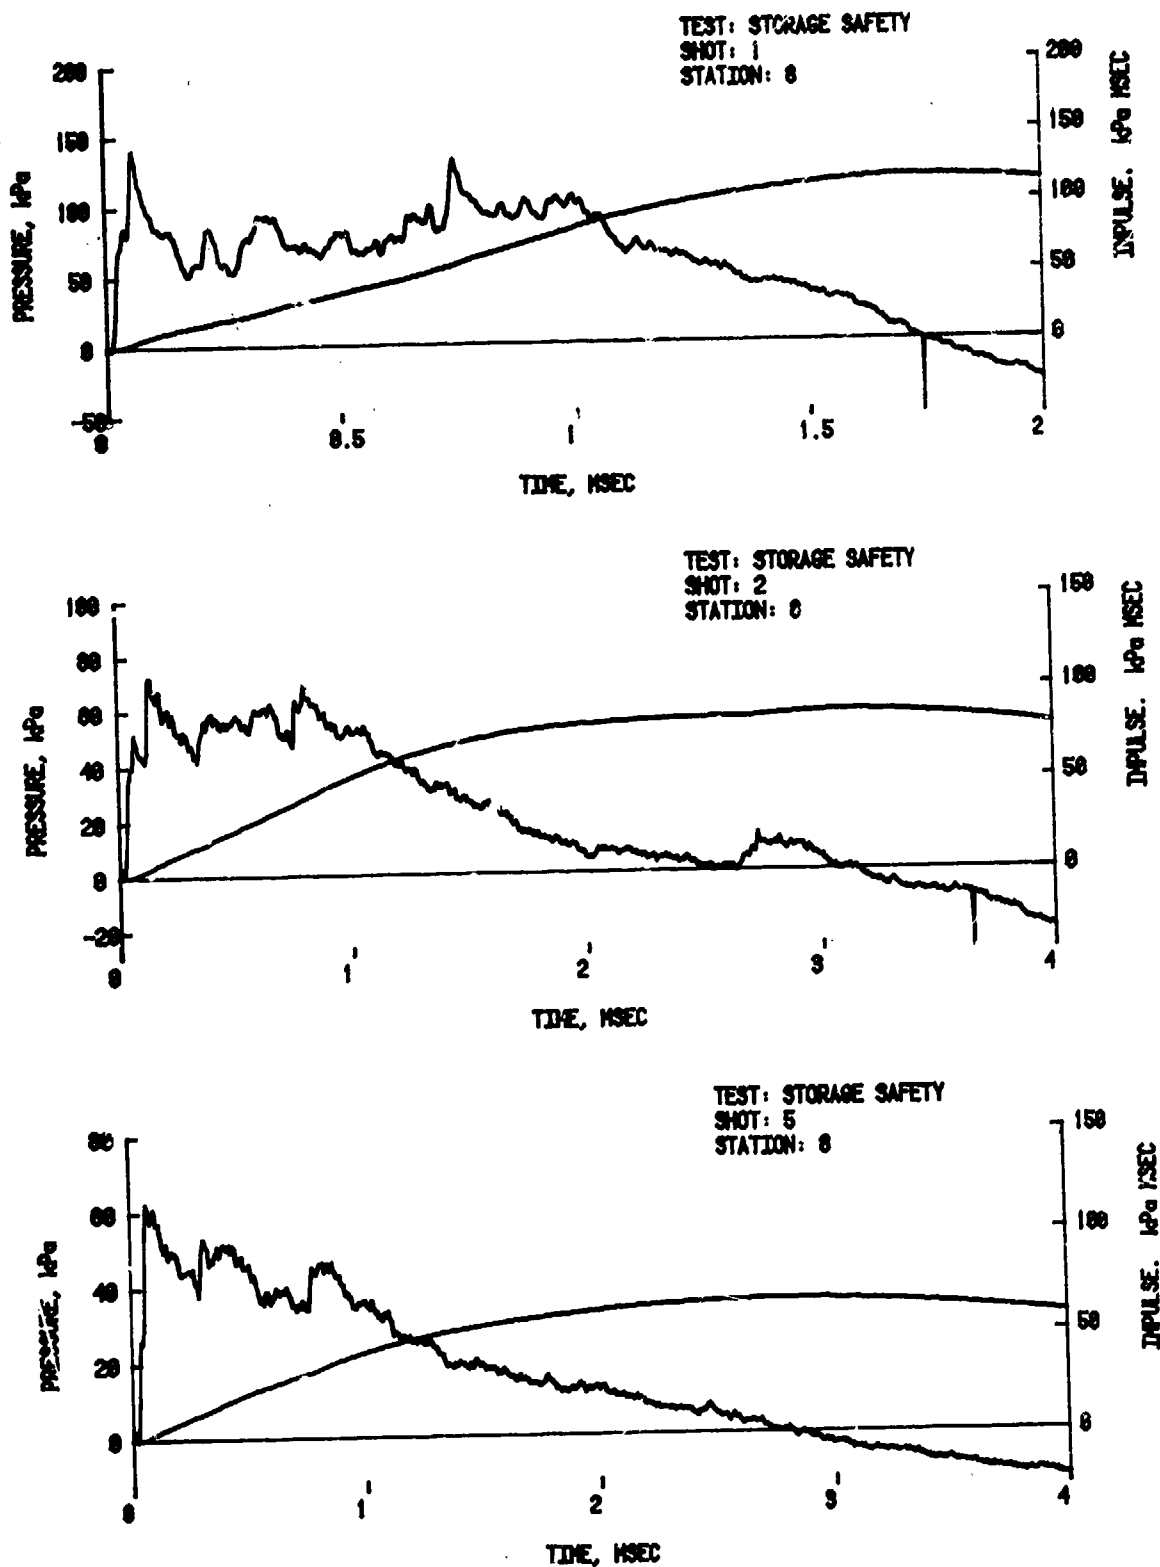 TEST: STORAGE SAFETY
SHOT: 1
STATION: 8
200
150
100
50
0
-50
PRESSURE, kPa
200
150
100
50
0
IMPULSE. kPa MSEC
0
0.5
1
1.5
2
TIME, MSEC
TEST: STORAGE SAFETY
SHOT: 2
STATION: 8
100
80
60
40
20
0
-20
PRESSURE, kPa
150
100
50
0
IMPULSE. kPa MSEC
0
1
2
3
4
TIME, MSEC
TEST: STORAGE SAFETY
SHOT: 5
STATION: 8
80
60
40
20
0
PRESSURE, kPa
150
100
50
0
IMPULSE. kPa MSEC
0
1
2
3
4
TIME, MSEC